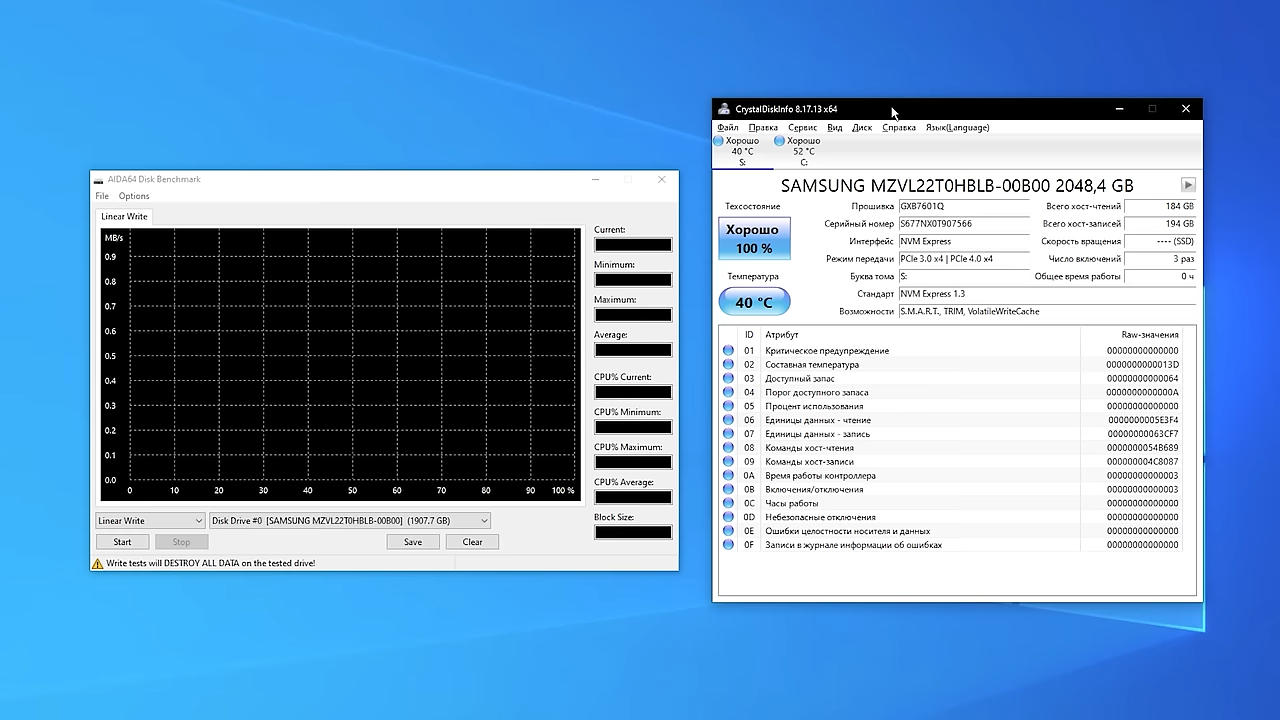 AIDA64 Disk Benchmark
File Options
Linear Write
MB/s
0.9
0.8
0.7
0.6
0.5
0.4
0.3
0.2
0.1
0.0
0 10 20 30 40 50 60 70 80 90 100 %
Current:
Minimum:
Maximum:
Average:
CPU% Current:
CPU% Minimum:
CPU% Maximum:
CPU% Average:
Block Size:
Linear Write Disk Drive #0 [SAMSUNG MZVL22T0HBLB-00B00] (1907.7 GB)
Start Stop Save Clear
Write tests will DESTROY ALL DATA on the tested drive!
CrystalDiskInfo 8.17.13 x64
Файл Правка Сервис Вид Диск Справка Язык(Language)
Хорошо Хорошо
40 °C 52 °C
S: C:
SAMSUNG MZVL22T0HBLB-00B00 2048,4 GB
Техсостояние
Хорошо
100 %
Температура
40 °C
Прошивка GXB7601Q
Серийный номер S677NX0T907566
Интерфейс NVM Express
Режим передачи PCIe 3.0 x4 | PCIe 4.0 x4
Буква тома S:
Стандарт NVM Express 1.3
Возможности S.M.A.R.T., TRIM, VolatileWriteCache
Всего хост-чтений 184 GB
Всего хост-записей 194 GB
Скорость вращения ---- (SSD)
Число включений 3 раз
Общее время работы 0 ч
ID Атрибут Raw-значения
01 Критическое предупреждение 00000000000000
02 Составная температура 0000000000013D
03 Доступный запас 00000000000064
04 Порог доступного запаса 0000000000000A
05 Процент использования 00000000000000
06 Единицы данных - чтение 0000000005E3F4
07 Единицы данных - запись 000000000063CF7
08 Команды хост-чтения 0000000054B689
09 Команды хост-записи 000000004C8087
0A Время работы контроллера 00000000000003
0B Включения/отключения 00000000000003
0C Часы работы 00000000000000
0D Небезопасные отключения 00000000000000
0E Ошибки целостности носителя и данных 00000000000000
0F Записи в журнале информации об ошибках 00000000000000